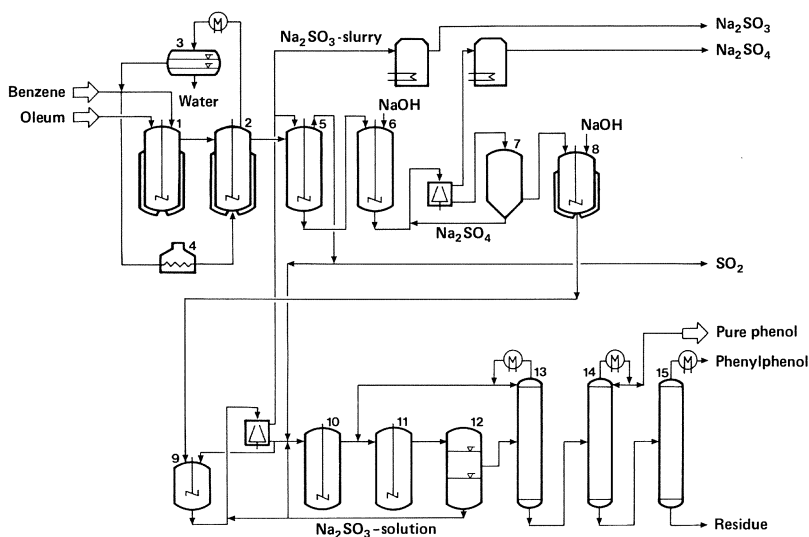 Na₂SO₃
Na₂SO₃-slurry
Na₂SO₄
3
M
Benzene
Water
NaOH
Oleum
1
2
5
6
7
NaOH
8
Na₂SO₄
4
SO₂
Pure phenol
M
13
14
M
15
M
Phenylphenol
10
11
12
9
Na₂SO₃-solution
Residue